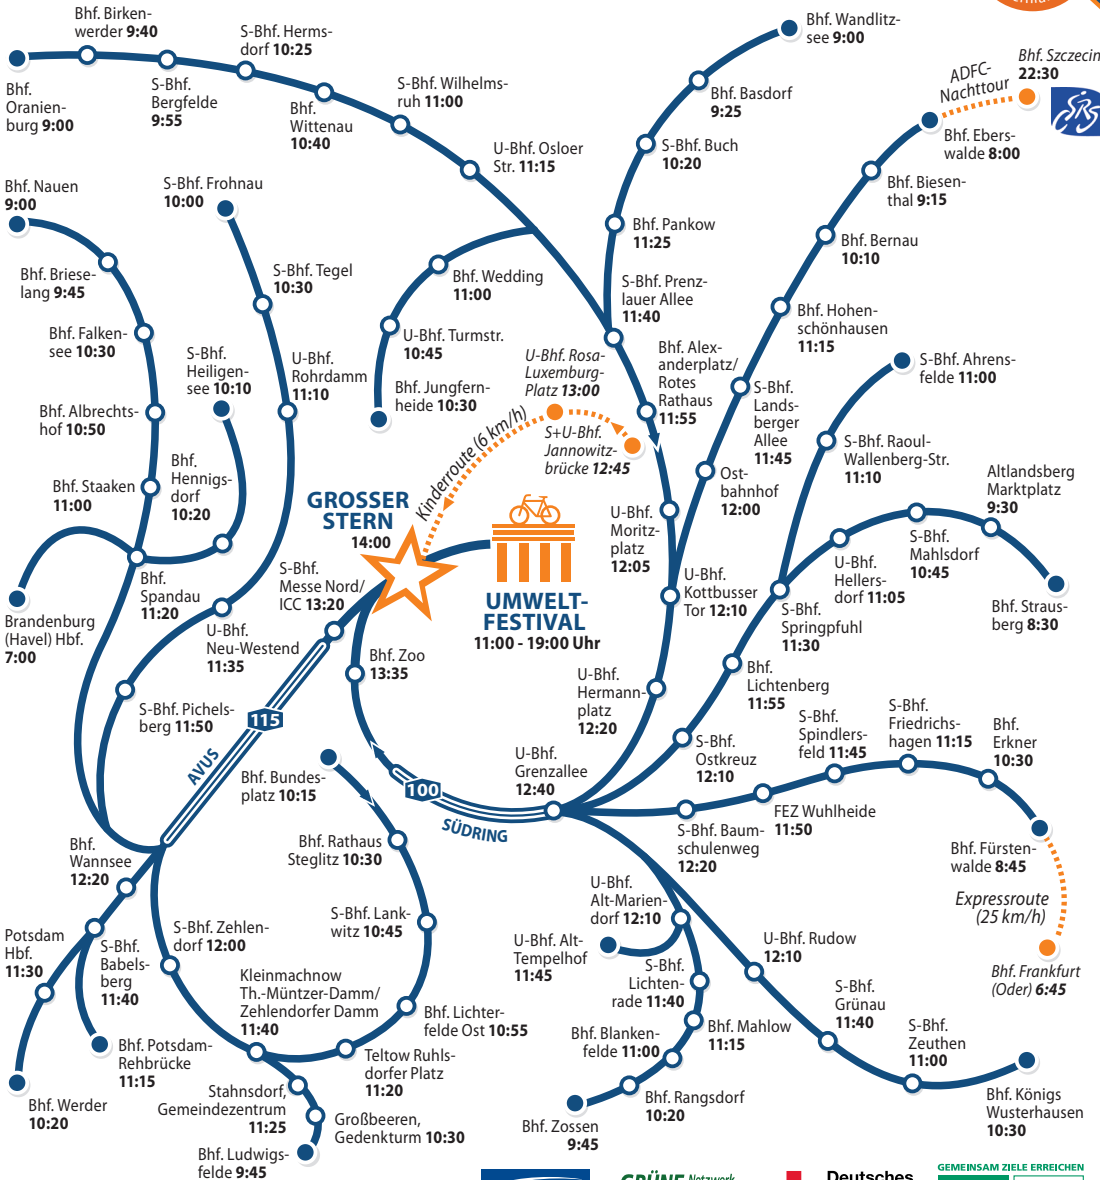 Bhf. Birken-
werder 9:40
S-Bhf. Herms-
dorf 10:25
Bhf.
Oranien-
burg 9:00
S-Bhf.
Bergfelde
9:55
Bhf.
Wittenau
10:40
S-Bhf. Wilhelms-
ruh 11:00
U-Bhf. Osloer
Str. 11:15
Bhf. Wandlitz-
see 9:00
Bhf. Basdorf
9:25
S-Bhf. Buch
10:20
Bhf. Pankow
11:25
S-Bhf. Prenz-
lauer Allee
11:40
ADFC-
Nachttour
Bhf. Szczecin
22:30
Bhf. Ebers-
walde 8:00
Bhf. Biesen-
thal 9:15
Bhf. Bernau
10:10
Bhf. Hohen-
schönhausen
11:15
S-Bhf.
Lands-
berger
Allee
11:45
Ost-
bahnhof
12:00
Bhf. Nauen
9:00
Bhf. Briese-
lang 9:45
Bhf. Falken-
see 10:30
Bhf. Albrechts-
hof 10:50
Bhf. Staaken
11:00
S-Bhf. Frohnau
10:00
S-Bhf. Tegel
10:30
U-Bhf.
Rohrdamm
11:10
S-Bhf.
Heiligen-
see 10:10
Bhf.
Hennigs-
dorf
10:20
Bhf.
Spandau
11:20
Brandenburg
(Havel) Hbf.
7:00
U-Bhf.
Neu-Westend
11:35
S-Bhf. Pichels-
berg 11:50
Bhf. Wedding
11:00
U-Bhf. Turmstr.
10:45
Bhf. Jungfern-
heide 10:30
U-Bhf. Rosa-
Luxemburg-
Platz 13:00
S+U-Bhf.
Jannowitz-
brücke 12:45
Kinderroute (6 km/h)
Bhf. Alex-
anderplatz/
Rotes
Rathaus
11:55
U-Bhf.
Moritz-
platz
12:05
U-Bhf.
Kottbusser
Tor 12:10
U-Bhf.
Hermann-
platz
12:20
U-Bhf.
Grenzallee
12:40
S-Bhf. Ahrens-
felde 11:00
S-Bhf. Raoul-
Wallenberg-Str.
11:10
Altlandsberg
Marktplatz
9:30
S-Bhf.
Mahlsdorf
10:45
U-Bhf.
Hellers-
dorf 11:05
Bhf. Straus-
berg 8:30
S-Bhf.
Springpfuhl
11:30
Bhf.
Lichtenberg
11:55
S-Bhf.
Ostkreuz
12:10
GROSSER
STERN
14:00
UMWELT-
FESTIVAL
11:00 - 19:00 Uhr
S-Bhf.
Messe Nord/
ICC 13:20
Bhf. Zoo
13:35
115
AVUS
100
SÜDRING
S-Bhf.
Spindlers-
feld 11:45
S-Bhf.
Friedrichs-
hagen 11:15
Bhf.
Erkner
10:30
FEZ Wuhlheide
11:50
S-Bhf. Baum-
schulenweg
12:20
Bhf. Fürsten-
walde 8:45
Expressroute
(25 km/h)
Bhf. Frankfurt
(Oder) 6:45
Bhf. Bundes-
platz 10:15
Bhf. Rathaus
Steglitz 10:30
S-Bhf. Lank-
witz 10:45
Bhf. Lichter-
felde Ost 10:55
Teltow Ruhls-
dorfer Platz
11:20
Bhf.
Wannsee
12:20
Potsdam
Hbf.
11:30
S-Bhf.
Babels-
berg
11:40
S-Bhf. Zehlen-
dorf 12:00
Kleinmachnow
Th.-Müntzer-Damm/
Zehlendorfer Damm
11:40
Bhf. Potsdam-
Rehbrücke
11:15
Bhf. Werder
10:20
Stahnsdorf,
Gemeindezentrum
11:25
Großbeeren,
Gedenkturm 10:30
Bhf. Ludwigs-
felde 9:45
U-Bhf.
Alt-Marien-
dorf 12:10
U-Bhf. Alt-
Tempelhof
11:45
S-Bhf.
Lichten-
rade 11:40
Bhf. Mahlow
11:15
Bhf. Blanken-
felde 11:00
Bhf. Rangsdorf
10:20
Bhf. Zossen
9:45
U-Bhf. Rudow
12:10
S-Bhf.
Grünau
11:40
S-Bhf.
Zeuthen
11:00
Bhf. Königs
Wusterhausen
10:30
GRÜNE Netzwerk
Deutsches
GEMEINSAM ZIELE ERREICHEN